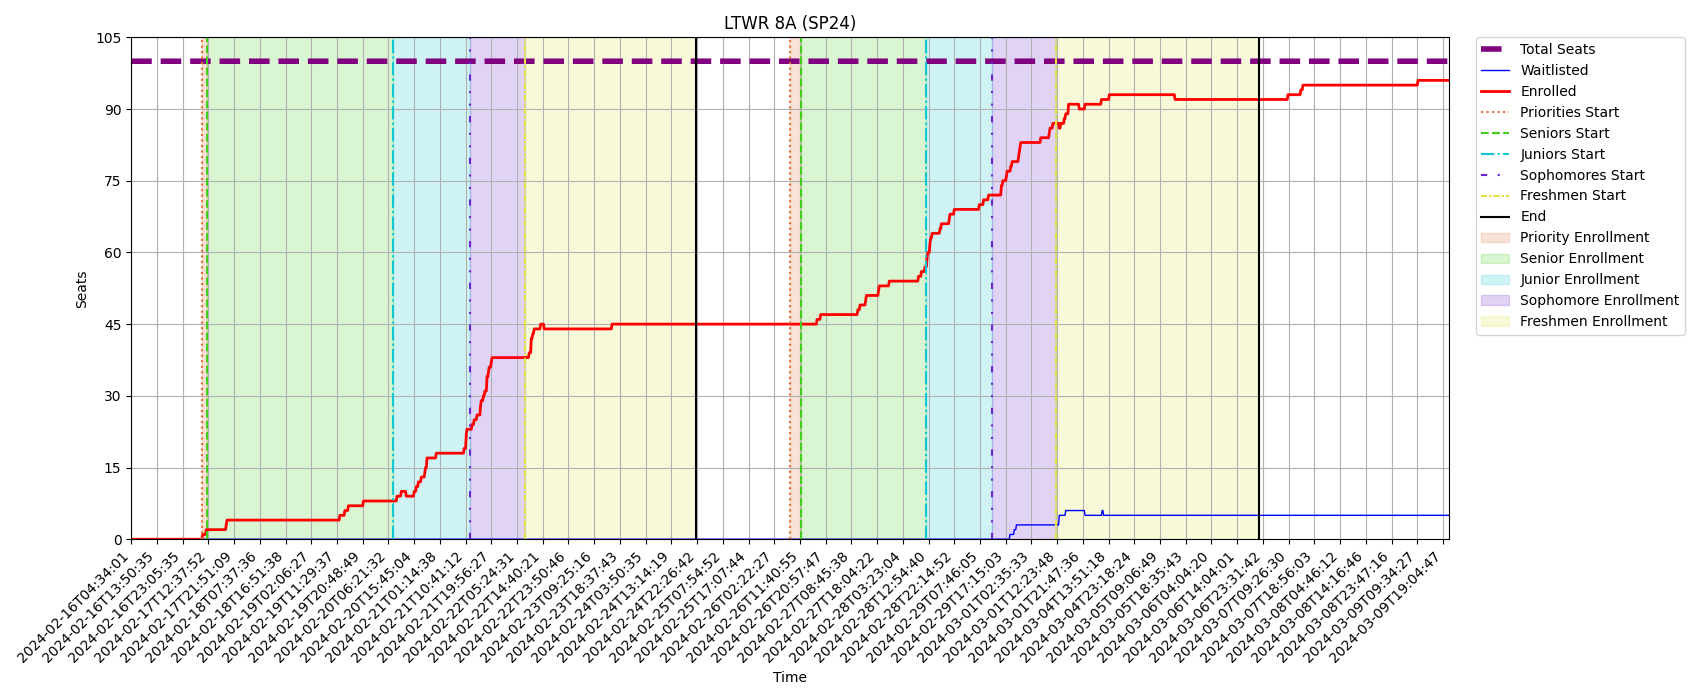 LTWR 8A (SP24)
105
90
75
60
45
30
15
0
Seats
Total Seats
Waitlisted
Enrolled
Priorities Start
Seniors Start
Juniors Start
Sophomores Start
Freshmen Start
End
Priority Enrollment
Senior Enrollment
Junior Enrollment
Sophomore Enrollment
Freshmen Enrollment
2024-02-16T04:34:01
2024-02-16T13:50:35
2024-02-16T23:05:35
2024-02-17T12:37:52
2024-02-17T21:51:09
2024-02-18T07:37:36
2024-02-18T16:51:38
2024-02-19T02:06:27
2024-02-19T11:29:37
2024-02-19T20:48:49
2024-02-20T06:21:32
2024-02-20T15:45:04
2024-02-21T01:14:38
2024-02-21T10:41:12
2024-02-21T19:56:27
2024-02-22T05:24:31
2024-02-22T14:40:21
2024-02-22T23:50:46
2024-02-23T09:25:16
2024-02-23T18:37:43
2024-02-24T03:50:35
2024-02-24T13:14:19
2024-02-24T22:26:42
2024-02-25T07:54:52
2024-02-25T17:07:44
2024-02-26T02:22:27
2024-02-26T11:40:55
2024-02-26T20:57:47
2024-02-27T08:45:38
2024-02-27T18:04:22
2024-02-28T03:23:04
2024-02-28T12:54:40
2024-02-28T22:14:52
2024-02-29T07:46:05
2024-02-29T17:15:03
2024-03-01T02:35:33
2024-03-01T12:23:48
2024-03-01T21:47:36
2024-03-04T13:51:18
2024-03-04T23:18:24
2024-03-05T09:06:49
2024-03-05T18:35:43
2024-03-06T04:04:20
2024-03-06T14:04:01
2024-03-06T23:31:42
2024-03-07T09:26:30
2024-03-07T18:56:03
2024-03-08T04:46:12
2024-03-08T14:16:46
2024-03-08T23:47:16
2024-03-09T09:34:27
2024-03-09T19:04:47
Time